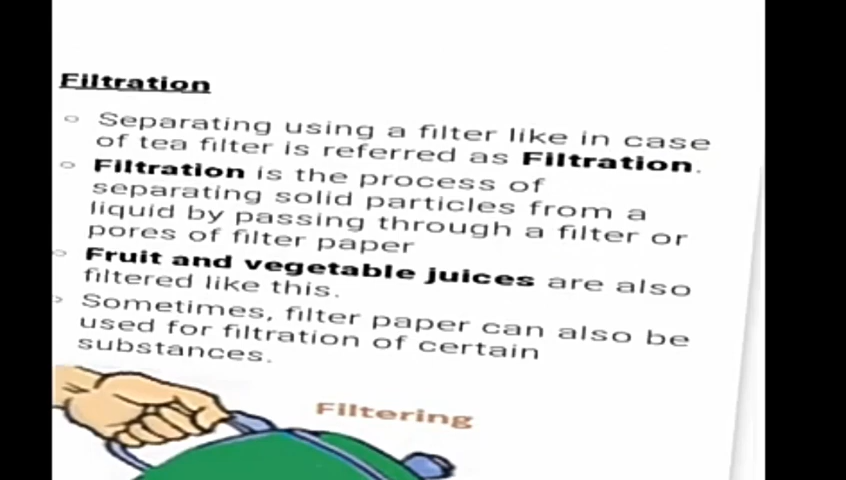 Filtration
Separating using a filter like in case
of tea filter is referred as Filtration.
Filtration is the process of
separating solid particles from a
liquid by passing through a filter or
pores of filter paper
Fruit and vegetable juices are also
filtered like this.
Sometimes, filter paper can also be
used for filtration of certain
substances.
Filtering